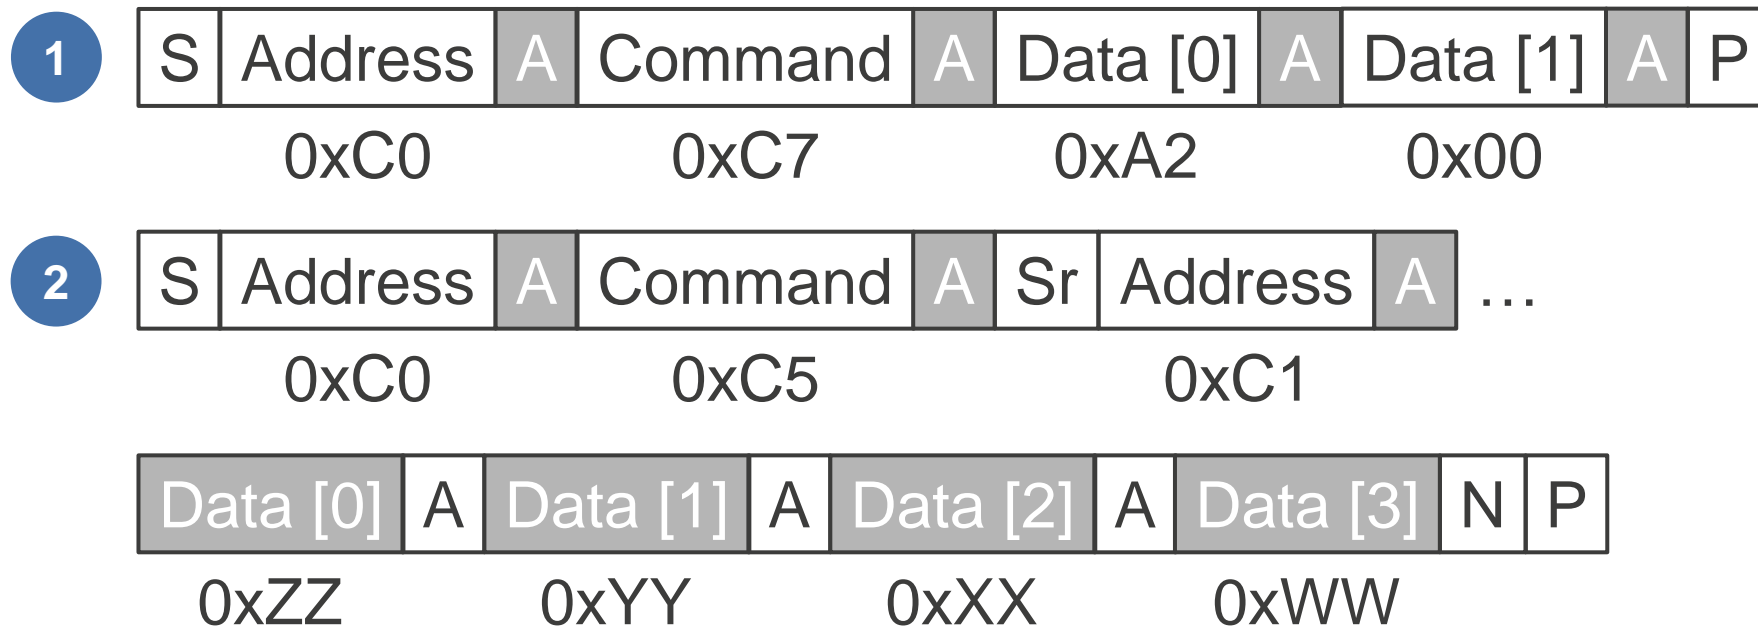 1 S Address A Command A Data [0] A Data [1] A P
0xC0 0xC7 0xA2 0x00
2 S Address A Command A Sr Address A ...
0xC0 0xC5 0xC1
Data [0] A Data [1] A Data [2] A Data [3] N P
0xZZ 0xYY 0xXX 0xWW